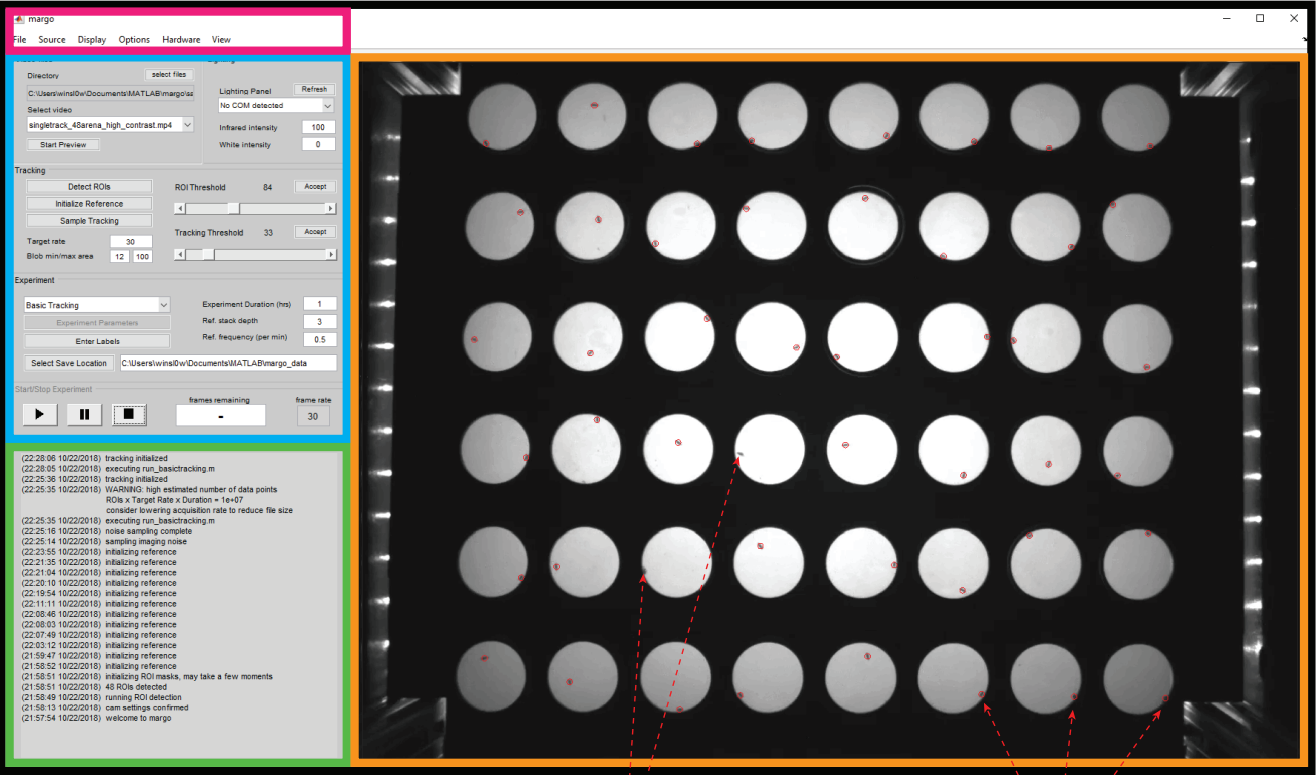 margo
File Source Display Options Hardware View
Directory
select files
C:\Users\winsl0w\Documents\MATLAB\margo\sa
Select video
singletrack_48arena_high_contrast.mp4
Start Preview
Lighting Panel
Refresh
No COM detected
Infrared intensity 100
White intensity 0
Tracking
Detect ROIs
Initialize Reference
Sample Tracking
Target rate 30
Blob min/max area 12 100
ROI Threshold 84 Accept
Tracking Threshold 33 Accept
Experiment
Basic Tracking
Experiment Parameters
Enter Labels
Experiment Duration (hrs) 1
Ref. stack depth 3
Ref. frequency (per min) 0.5
Select Save Location C:\Users\winsl0w\Documents\MATLAB\margo_data
Start/Stop Experiment
frames remaining
-
frame rate
30
(22:28:06 10/22/2018) tracking initialized
(22:28:05 10/22/2018) executing run_basictracking.m
(22:25:36 10/22/2018) tracking initialized
(22:25:35 10/22/2018) WARNING: high estimated number of data points
ROIs x Target Rate x Duration = 1e+07
consider lowering acquisition rate to reduce file size
(22:25:35 10/22/2018) executing run_basictracking.m
(22:25:16 10/22/2018) noise sampling complete
(22:25:14 10/22/2018) sampling imaging noise
(22:23:55 10/22/2018) initializing reference
(22:21:35 10/22/2018) initializing reference
(22:21:04 10/22/2018) initializing reference
(22:20:10 10/22/2018) initializing reference
(22:19:54 10/22/2018) initializing reference
(22:11:11 10/22/2018) initializing reference
(22:08:46 10/22/2018) initializing reference
(22:08:03 10/22/2018) initializing reference
(22:07:49 10/22/2018) initializing reference
(22:03:12 10/22/2018) initializing reference
(21:59:47 10/22/2018) initializing reference
(21:58:52 10/22/2018) initializing reference
(21:58:51 10/22/2018) initializing ROI masks, may take a few moments
(21:58:51 10/22/2018) 48 ROIs detected
(21:58:49 10/22/2018) running ROI detection
(21:58:13 10/22/2018) cam settings confirmed
(21:57:54 10/22/2018) welcome to margo